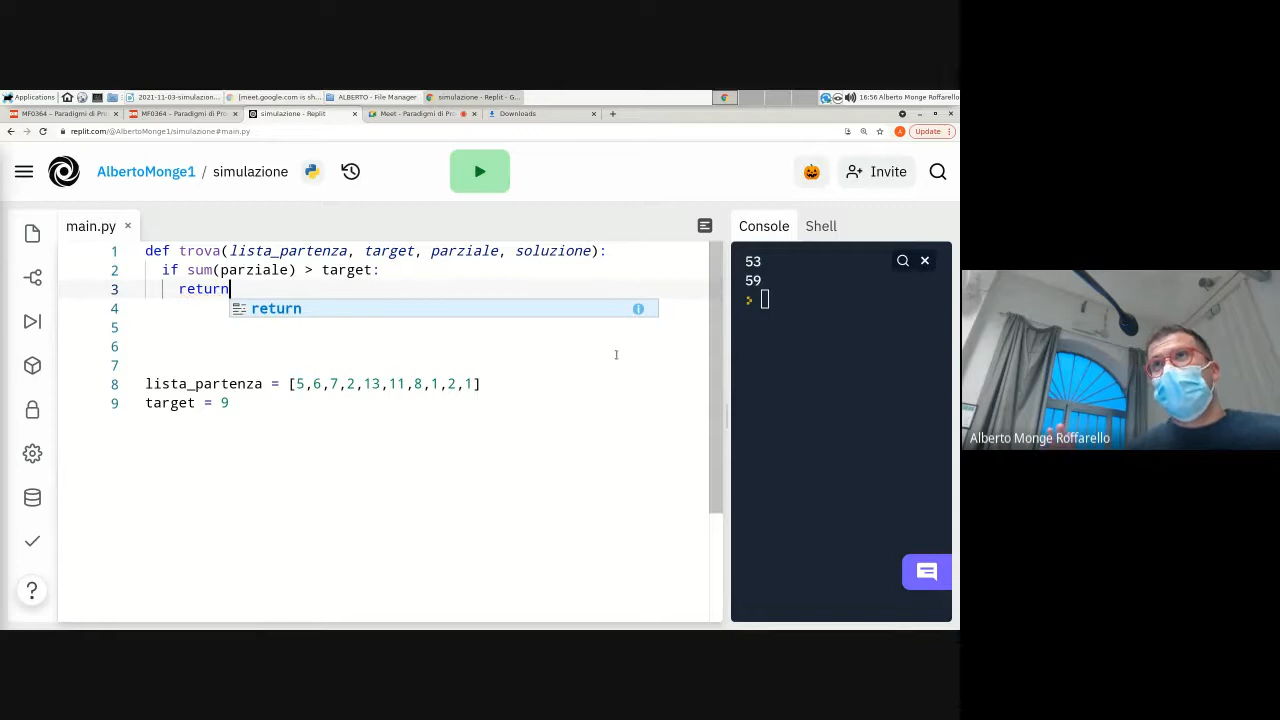 Applications
2021-11-03-simulazion...
[meet.google.com is sh...
ALBERTO - File Manager
simulazione - Replit - G...
16:56 Alberto Monge Roffarello
MF0364 – Paradigmi di Pro
MF0364 – Paradigmi di Pro
simulazione - Replit
Meet - Paradigmi di Pro
Downloads
replit.com/@AlbertoMonge1/simulazione#main.py
A
Update
AlbertoMonge1 / simulazione
Invite
main.py
Console
Shell
1 def trova(lista_partenza, target, parziale, soluzione):
2 if sum(parziale) > target:
3 return
return
4
5
6
7
8 lista_partenza = [5,6,7,2,13,11,8,1,2,1]
9 target = 9
53
59
Alberto Monge Roffarello